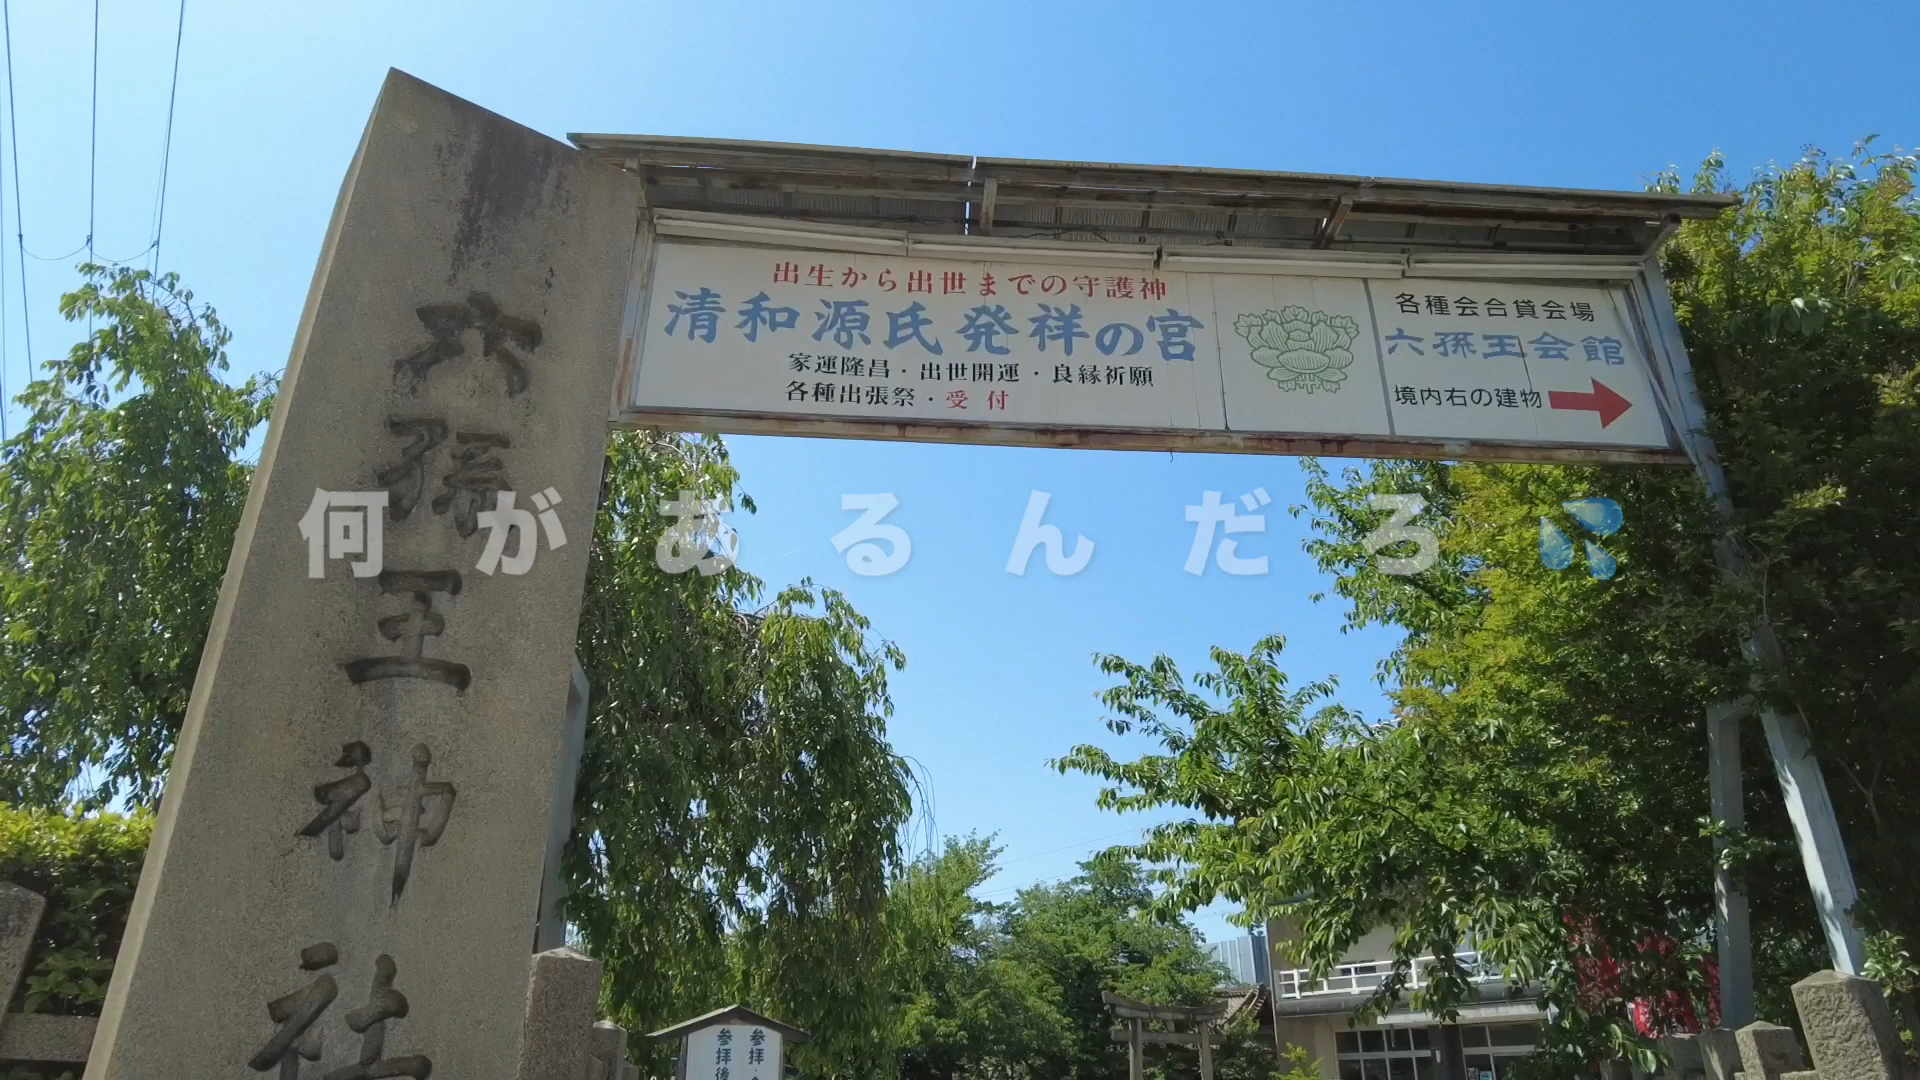 六孫王神社
出生から出世までの守護神
清和源氏発祥の宮
家運隆昌・出世開運・良縁祈願
各種出張祭・受付
各種会合貸会場
六孫王会館
境内右の建物
何があるんだろ💦
参拝
参拝後